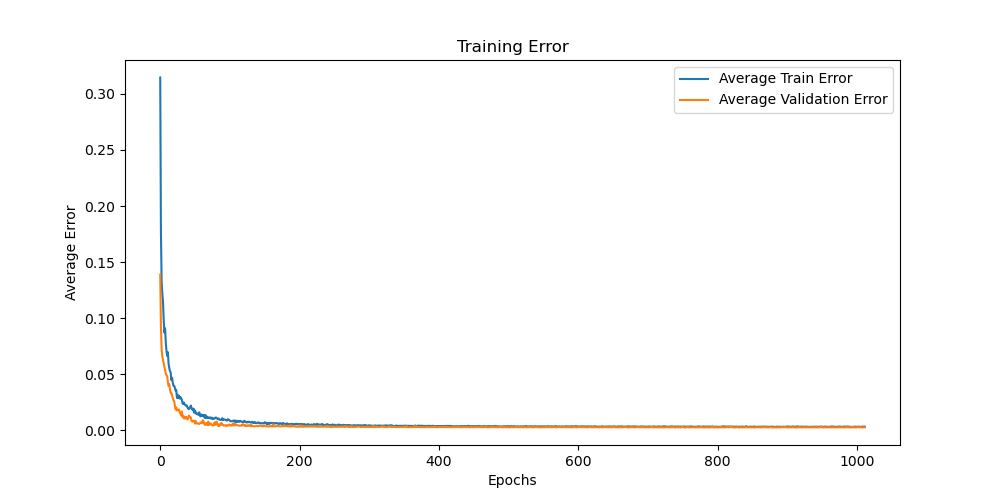 Training Error
Average Train Error
Average Validation Error
0.30
0.25
0.20
0.15
0.10
0.05
0.00
Average Error
0 200 400 600 800 1000
Epochs